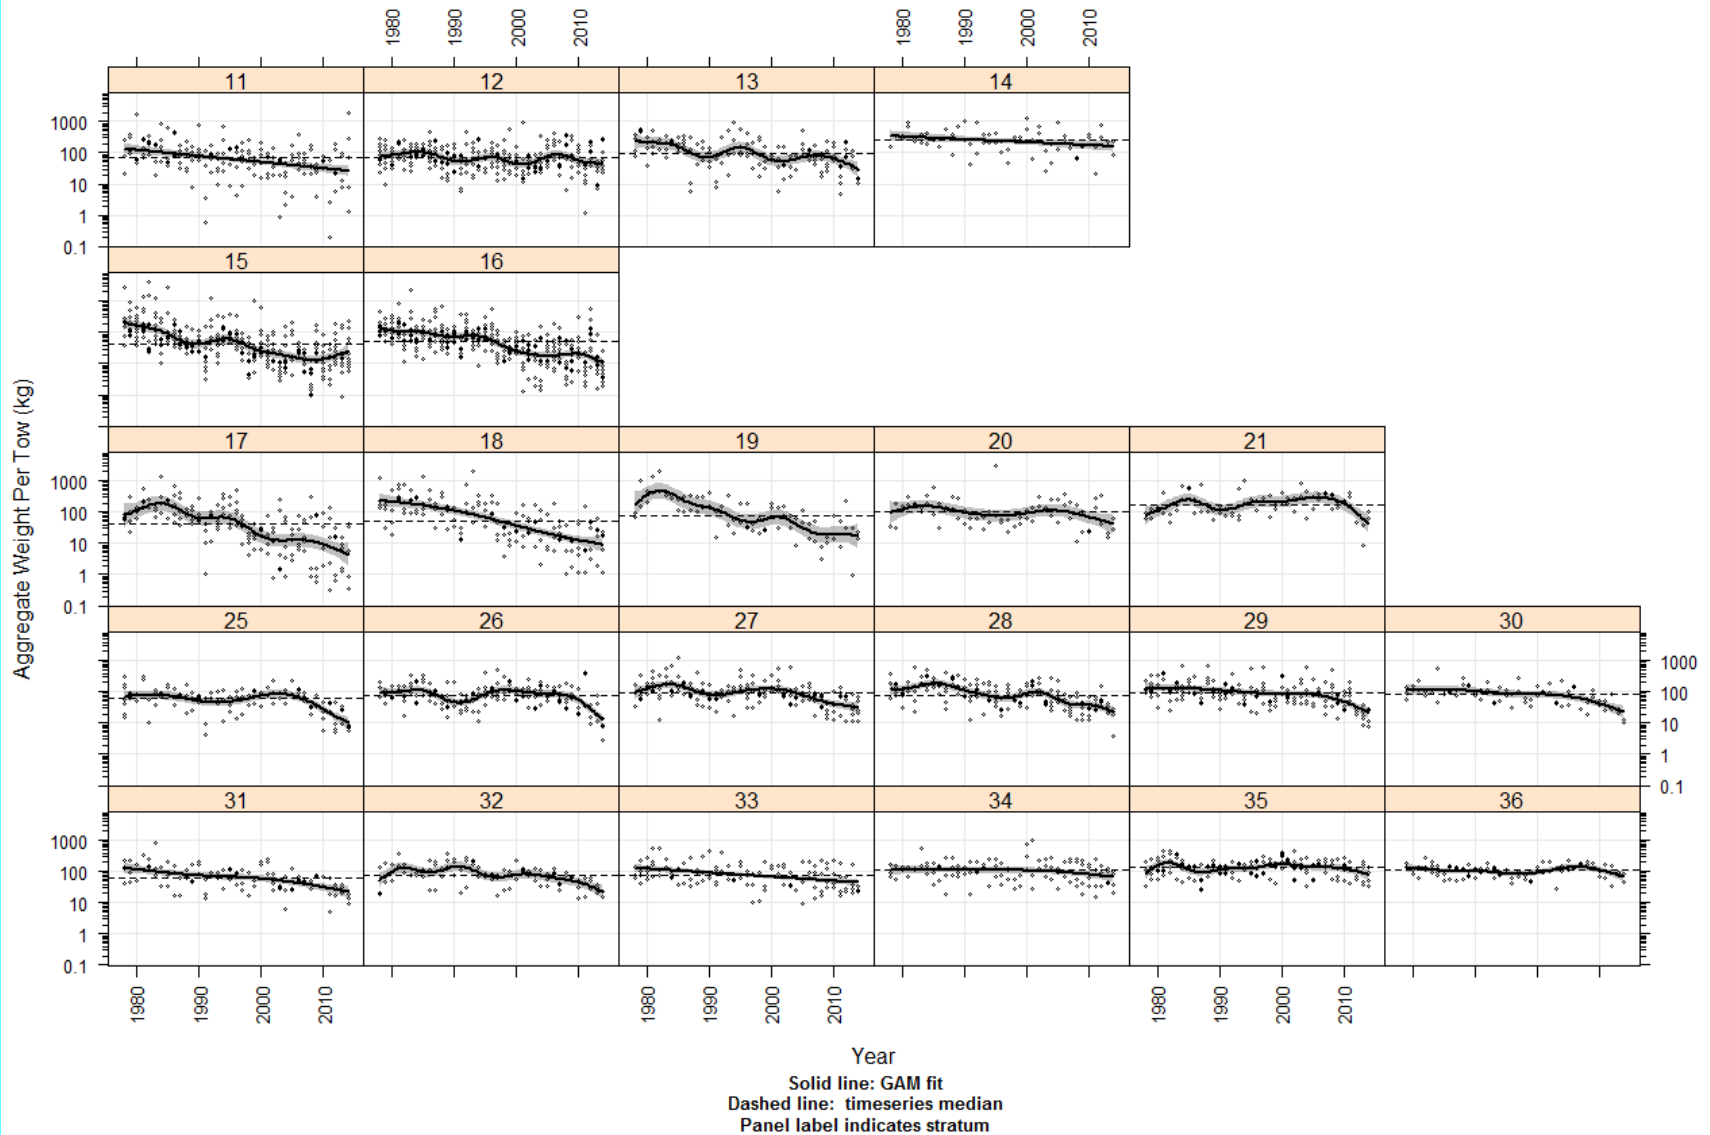 1980 1990 2000 2010 1980 1990 2000 2010
11 12 13 14
1000
100
10
1
0.1
15 16
Aggregate Weight Per Tow (kg)
17 18 19 20 21
1000
100
10
1
0.1
25 26 27 28 29 30
1000
100
10
1
0.1
31 32 33 34 35 36
1000
100
10
1
0.1
1980 1990 2000 2010 1980 1990 2000 2010 1980 1990 2000 2010
Year
Solid line: GAM fit
Dashed line: timeseries median
Panel label indicates stratum